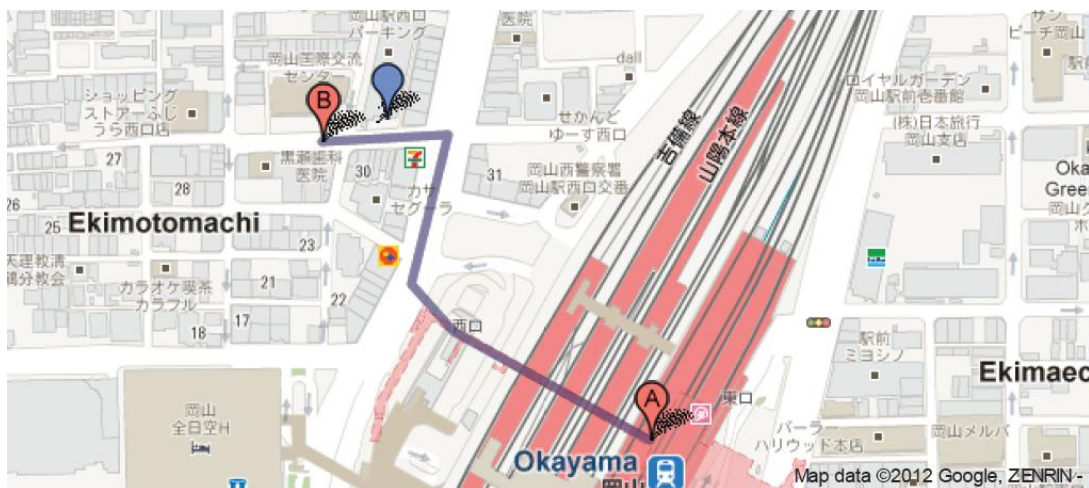 岡山駅西口
パーキング
医院
サン
ピーチ岡山
駅前
岡山国際交流
センター
dall
ロイヤルガーデン
岡山駅前壱番館
ショッピング
ストアーふじ
うら西口店
B
せかんど
ゆーす西口
吉備線
山陽本線
(株)日本旅行
岡山支店
27
黒瀬歯科
医院
30
カサ
セグーラ
31
岡山西警察署
岡山駅西口交番
Oka
Gree
28
26
25
Ekimotomachi
23
天理教清
鶴分教会
21
カラオケ喫茶
カラフル
22
18
17
西口
駅前
ミヨシノ
Ekimaec
A
東口
岡山
全日空H
パーラー
ハリウッド本店
岡山メルパ
Okayama
岡山
Map data ©2012 Google, ZENRIN -